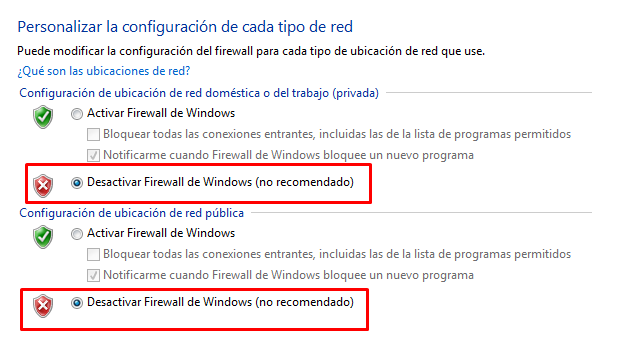 Personalizar la configuración de cada tipo de red
Puede modificar la configuración del firewall para cada tipo de ubicación de red que use.
¿Qué son las ubicaciones de red?
Configuración de ubicación de red doméstica o del trabajo (privada)
Activar Firewall de Windows
Bloquear todas las conexiones entrantes, incluidas las de la lista de programas permitidos
Notificarme cuando Firewall de Windows bloquee un nuevo programa
Desactivar Firewall de Windows (no recomendado)
Configuración de ubicación de red pública
Activar Firewall de Windows
Bloquear todas las conexiones entrantes, incluidas las de la lista de programas permitidos
Notificarme cuando Firewall de Windows bloquee un nuevo programa
Desactivar Firewall de Windows (no recomendado)